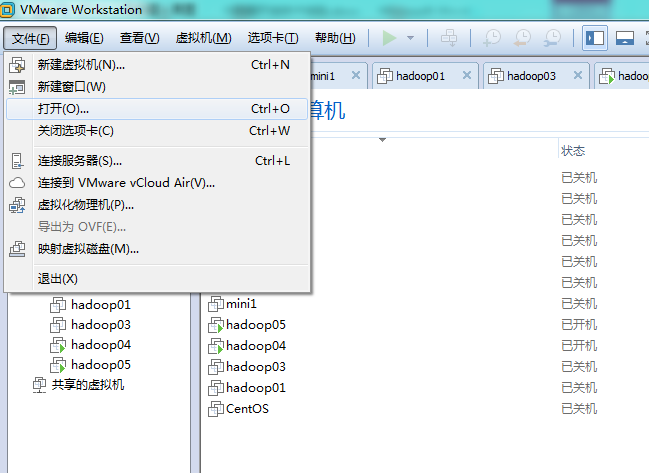 VMware Workstation
文件(F) 编辑(E) 查看(V) 虚拟机(M) 选项卡(T) 帮助(H)
mini1 hadoop01 hadoop03 hadoo
算机
新建虚拟机(N)... Ctrl+N
新建窗口(W)
打开(O)... Ctrl+O
关闭选项卡(C) Ctrl+W
连接服务器(S)... Ctrl+L
连接到 VMware vCloud Air(V)...
虚拟化物理机(P)...
导出为 OVF(E)...
映射虚拟磁盘(M)...
退出(X)
hadoop01
hadoop03
hadoop04
hadoop05
共享的虚拟机
状态
已关机
已关机
已关机
已关机
已关机
已关机
mini1 已关机
hadoop05 已开机
hadoop04 已开机
hadoop03 已关机
hadoop01 已关机
CentOS 已关机